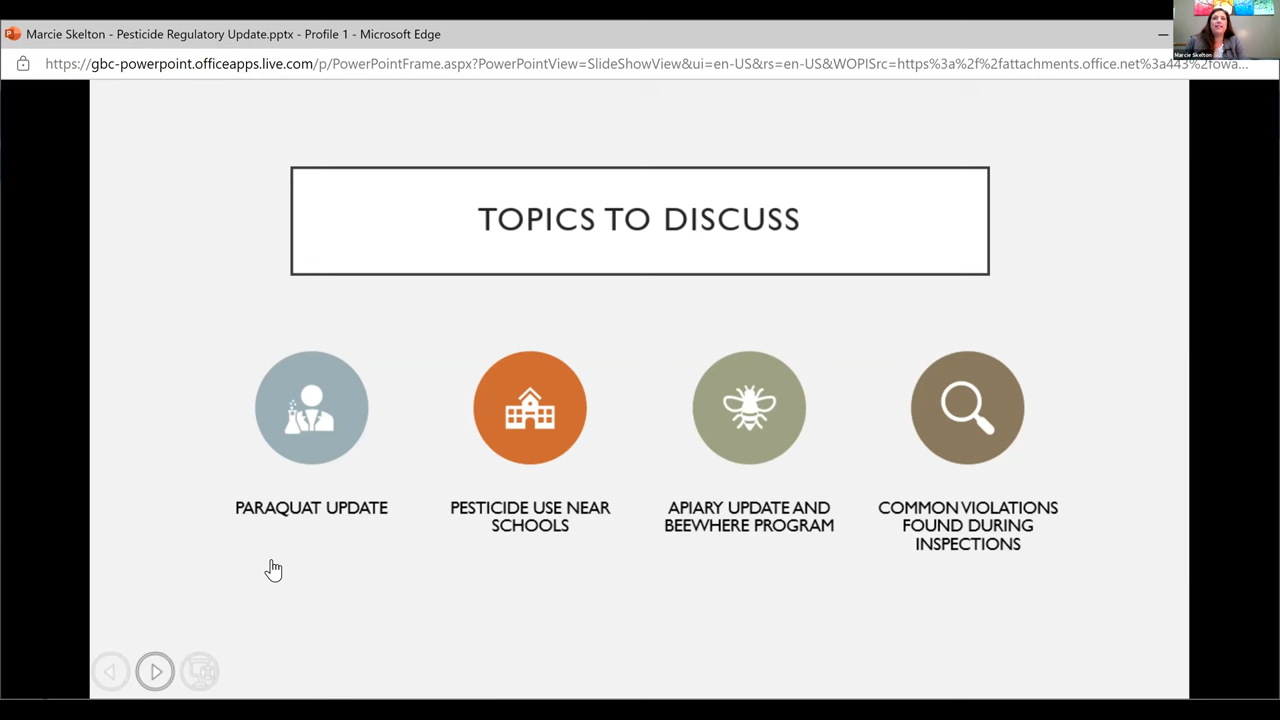 Marcie Skelton - Pesticide Regulatory Update.pptx - Profile 1 - Microsoft Edge
Marcie Skelton
https://gbc-powerpoint.officeapps.live.com/p/PowerPointFrame.aspx?PowerPointView=SlideShowView&ui=en-US&rs=en-US&WOPISrc=https%3a%2f%2fattachments.office.net%3a443%2fowa...
TOPICS TO DISCUSS
PARAQUAT UPDATE
PESTICIDE USE NEAR
SCHOOLS
APIARY UPDATE AND
BEEWHERE PROGRAM
COMMON VIOLATIONS
FOUND DURING
INSPECTIONS